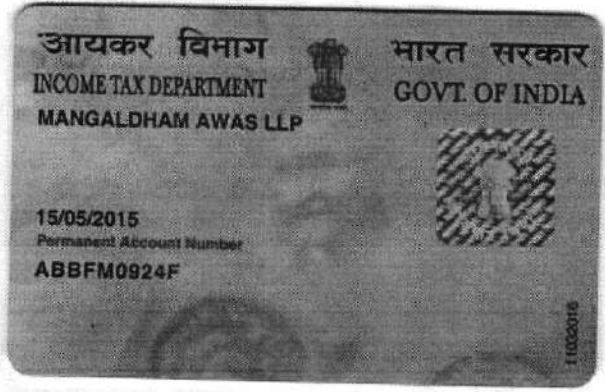 आयकर विभाग
भारत सरकार
INCOME TAX DEPARTMENT
GOVT. OF INDIA
MANGALDHAM AWAS LLP
15/05/2015
Permanent Account Number
ABBFM0924F
11032016